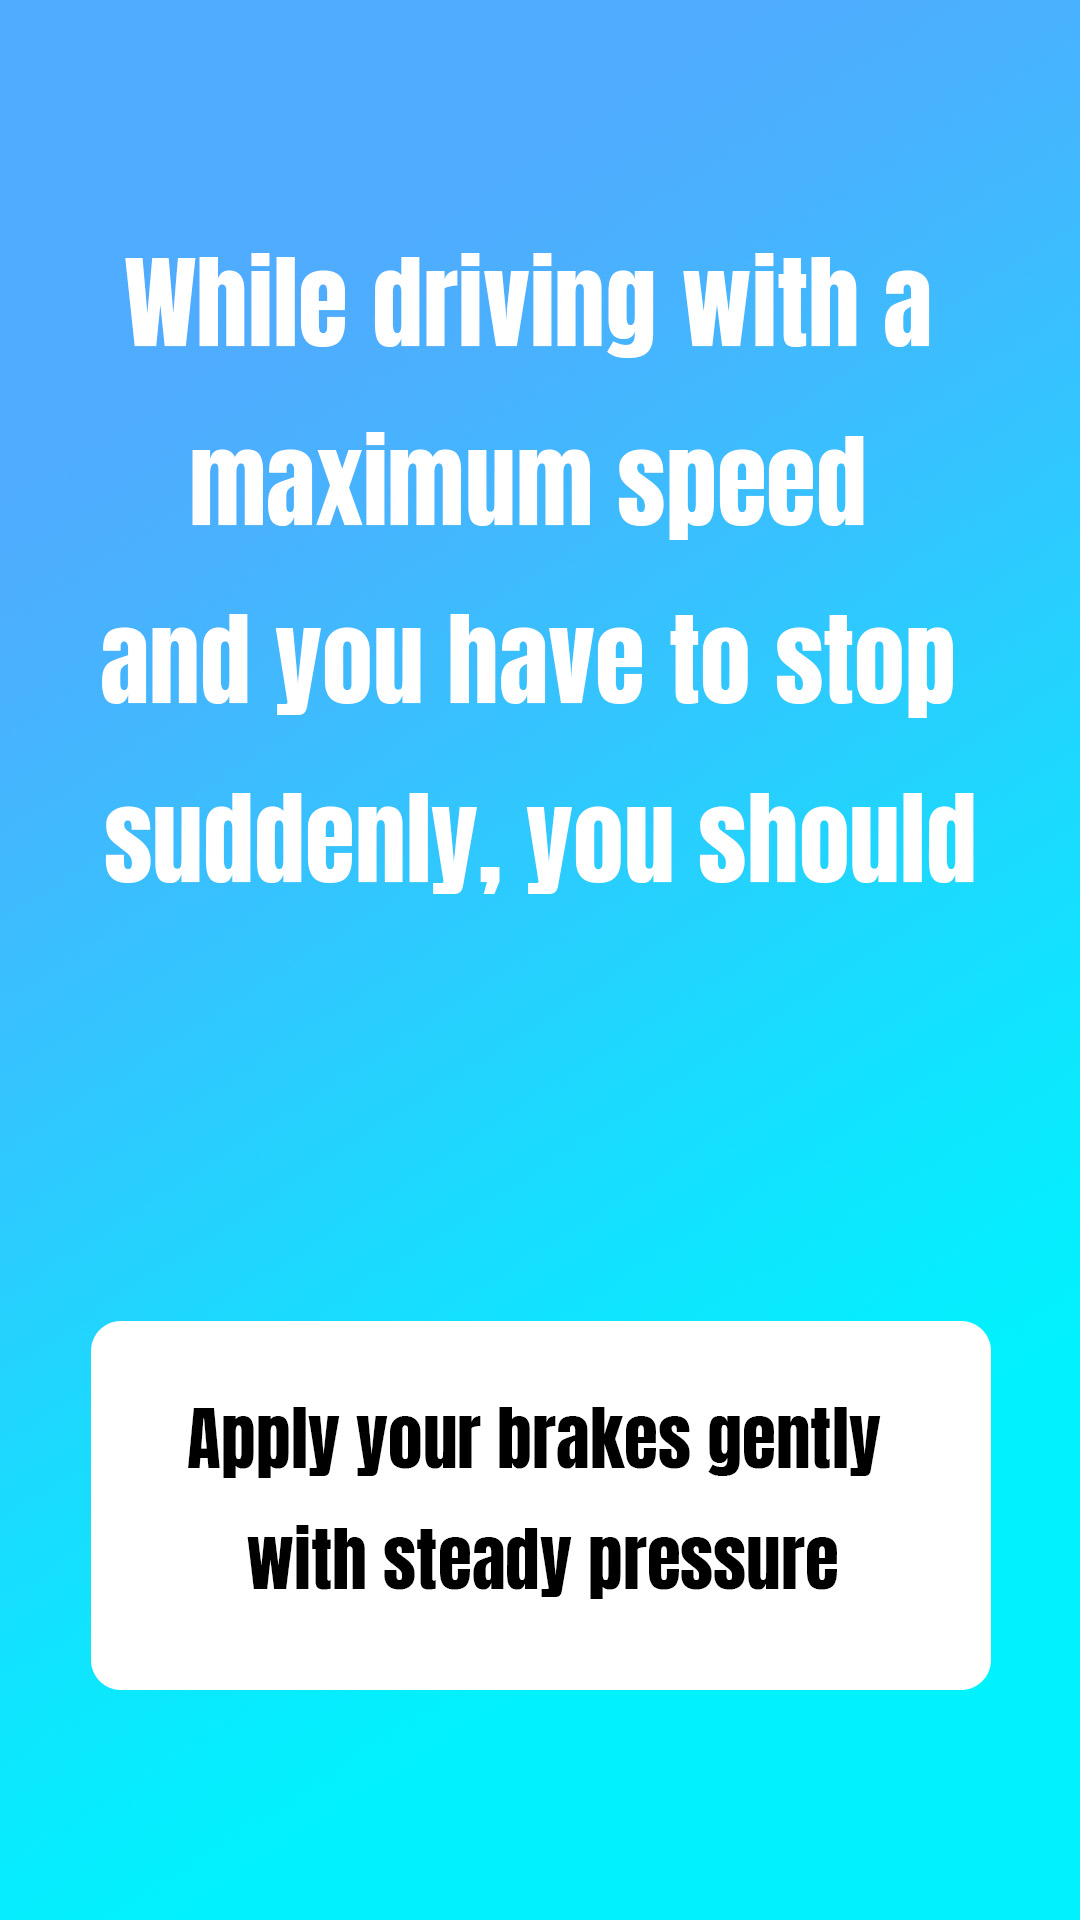 While driving with a
maximum speed
and you have to stop
suddenly, you should
Apply your brakes gently
with steady pressure